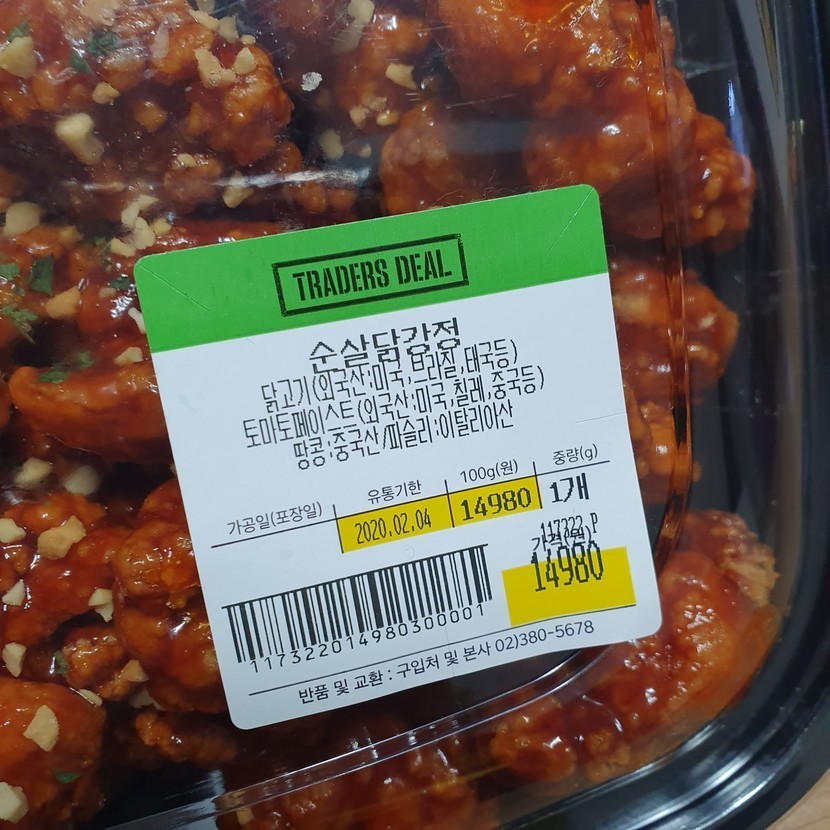 TRADERS DEAL
순살닭강정
닭고기(외국산:미국,브라질,태국등)
토마토페이스트(외국산:미국,칠레,중국등)
땅콩:중국산/파슬리:이탈리아산
가공일(포장일) 유통기한 100g(원) 중량(g)
2020.02.04 14980 1개
117322 P
가격(원)
14980
1173220149803000001
반품 및 교환 : 구입처 및 본사 02)380-5678